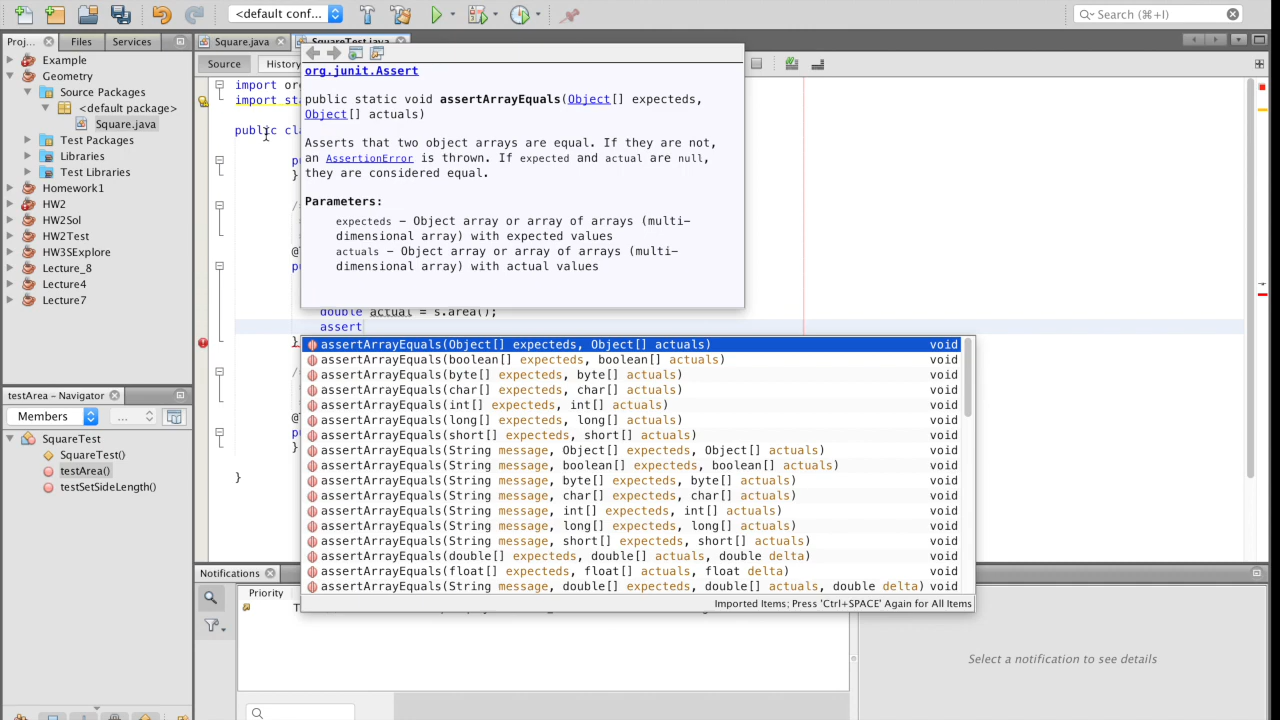 <default conf...
Search (⌘+I)
Proj...
Files
Services
Square.java
SquareTest.java
Source
History
Example
Geometry
Source Packages
<default package>
Square.java
Test Packages
Libraries
Test Libraries
Homework1
HW2
HW2Sol
HW2Test
HW3SExplore
Lecture_8
Lecture4
Lecture7
testArea - Navigator
Members
...
SquareTest
SquareTest()
testArea()
testSetSideLength()
import
import
public
org.junit.Assert
public static void assertArrayEquals(Object[] expecteds,
Object[] actuals)
Asserts that two object arrays are equal. If they are not,
an AssertionError is thrown. If expected and actual are null,
they are considered equal.
Parameters:
expecteds – Object array or array of arrays (multi-
dimensional array) with expected values
actuals – Object array or array of arrays (multi-
dimensional array) with actual values
double actual = s.area();
assert
}
assertArrayEquals(Object[] expecteds, Object[] actuals) void
assertArrayEquals(boolean[] expecteds, boolean[] actuals) void
assertArrayEquals(byte[] expecteds, byte[] actuals) void
assertArrayEquals(char[] expecteds, char[] actuals) void
assertArrayEquals(int[] expecteds, int[] actuals) void
assertArrayEquals(long[] expecteds, long[] actuals) void
assertArrayEquals(short[] expecteds, short[] actuals) void
assertArrayEquals(String message, Object[] expecteds, Object[] actuals) void
assertArrayEquals(String message, boolean[] expecteds, boolean[] actuals) void
assertArrayEquals(String message, byte[] expecteds, byte[] actuals) void
assertArrayEquals(String message, char[] expecteds, char[] actuals) void
assertArrayEquals(String message, int[] expecteds, int[] actuals) void
assertArrayEquals(String message, long[] expecteds, long[] actuals) void
assertArrayEquals(String message, short[] expecteds, short[] actuals) void
assertArrayEquals(double[] expecteds, double[] actuals, double delta) void
assertArrayEquals(float[] expecteds, float[] actuals, float delta) void
assertArrayEquals(String message, double[] expecteds, double[] actuals, double delta) void
Imported Items; Press 'Ctrl+SPACE' Again for All Items
}
Notifications
Priority
Select a notification to see details